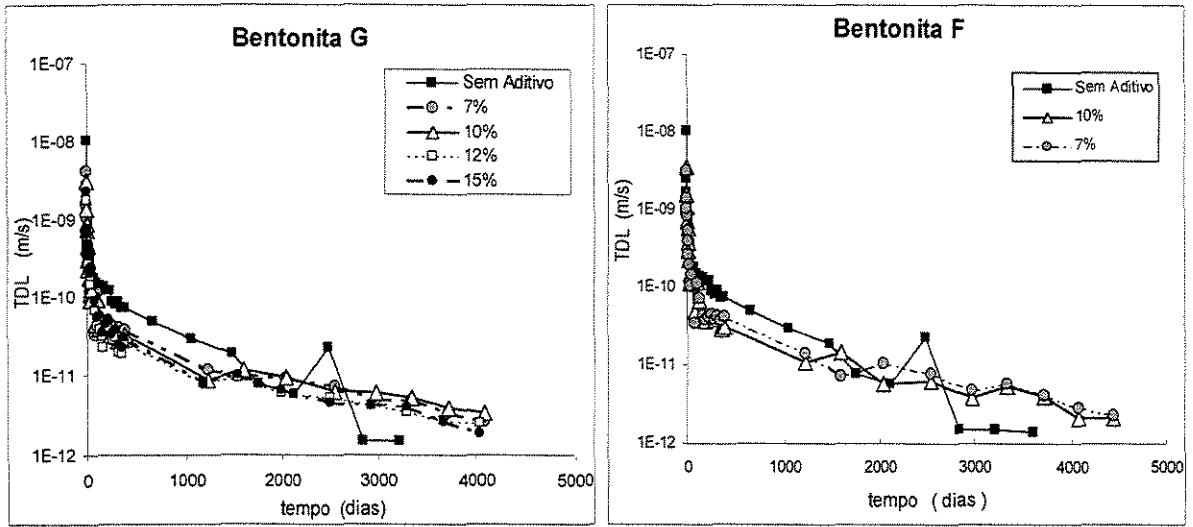 Bentonita G
1E-07
1E-08
1E-09
1E-10
1E-11
1E-12
TDL (m/s)
Sem Aditivo
7%
10%
12%
15%
0
1000
2000
3000
4000
5000
tempo (dias)
Bentonita F
1E-07
1E-08
1E-09
1E-10
1E-11
1E-12
TDL (m/s)
Sem Aditivo
10%
7%
0
1000
2000
3000
4000
5000
tempo ( dias )